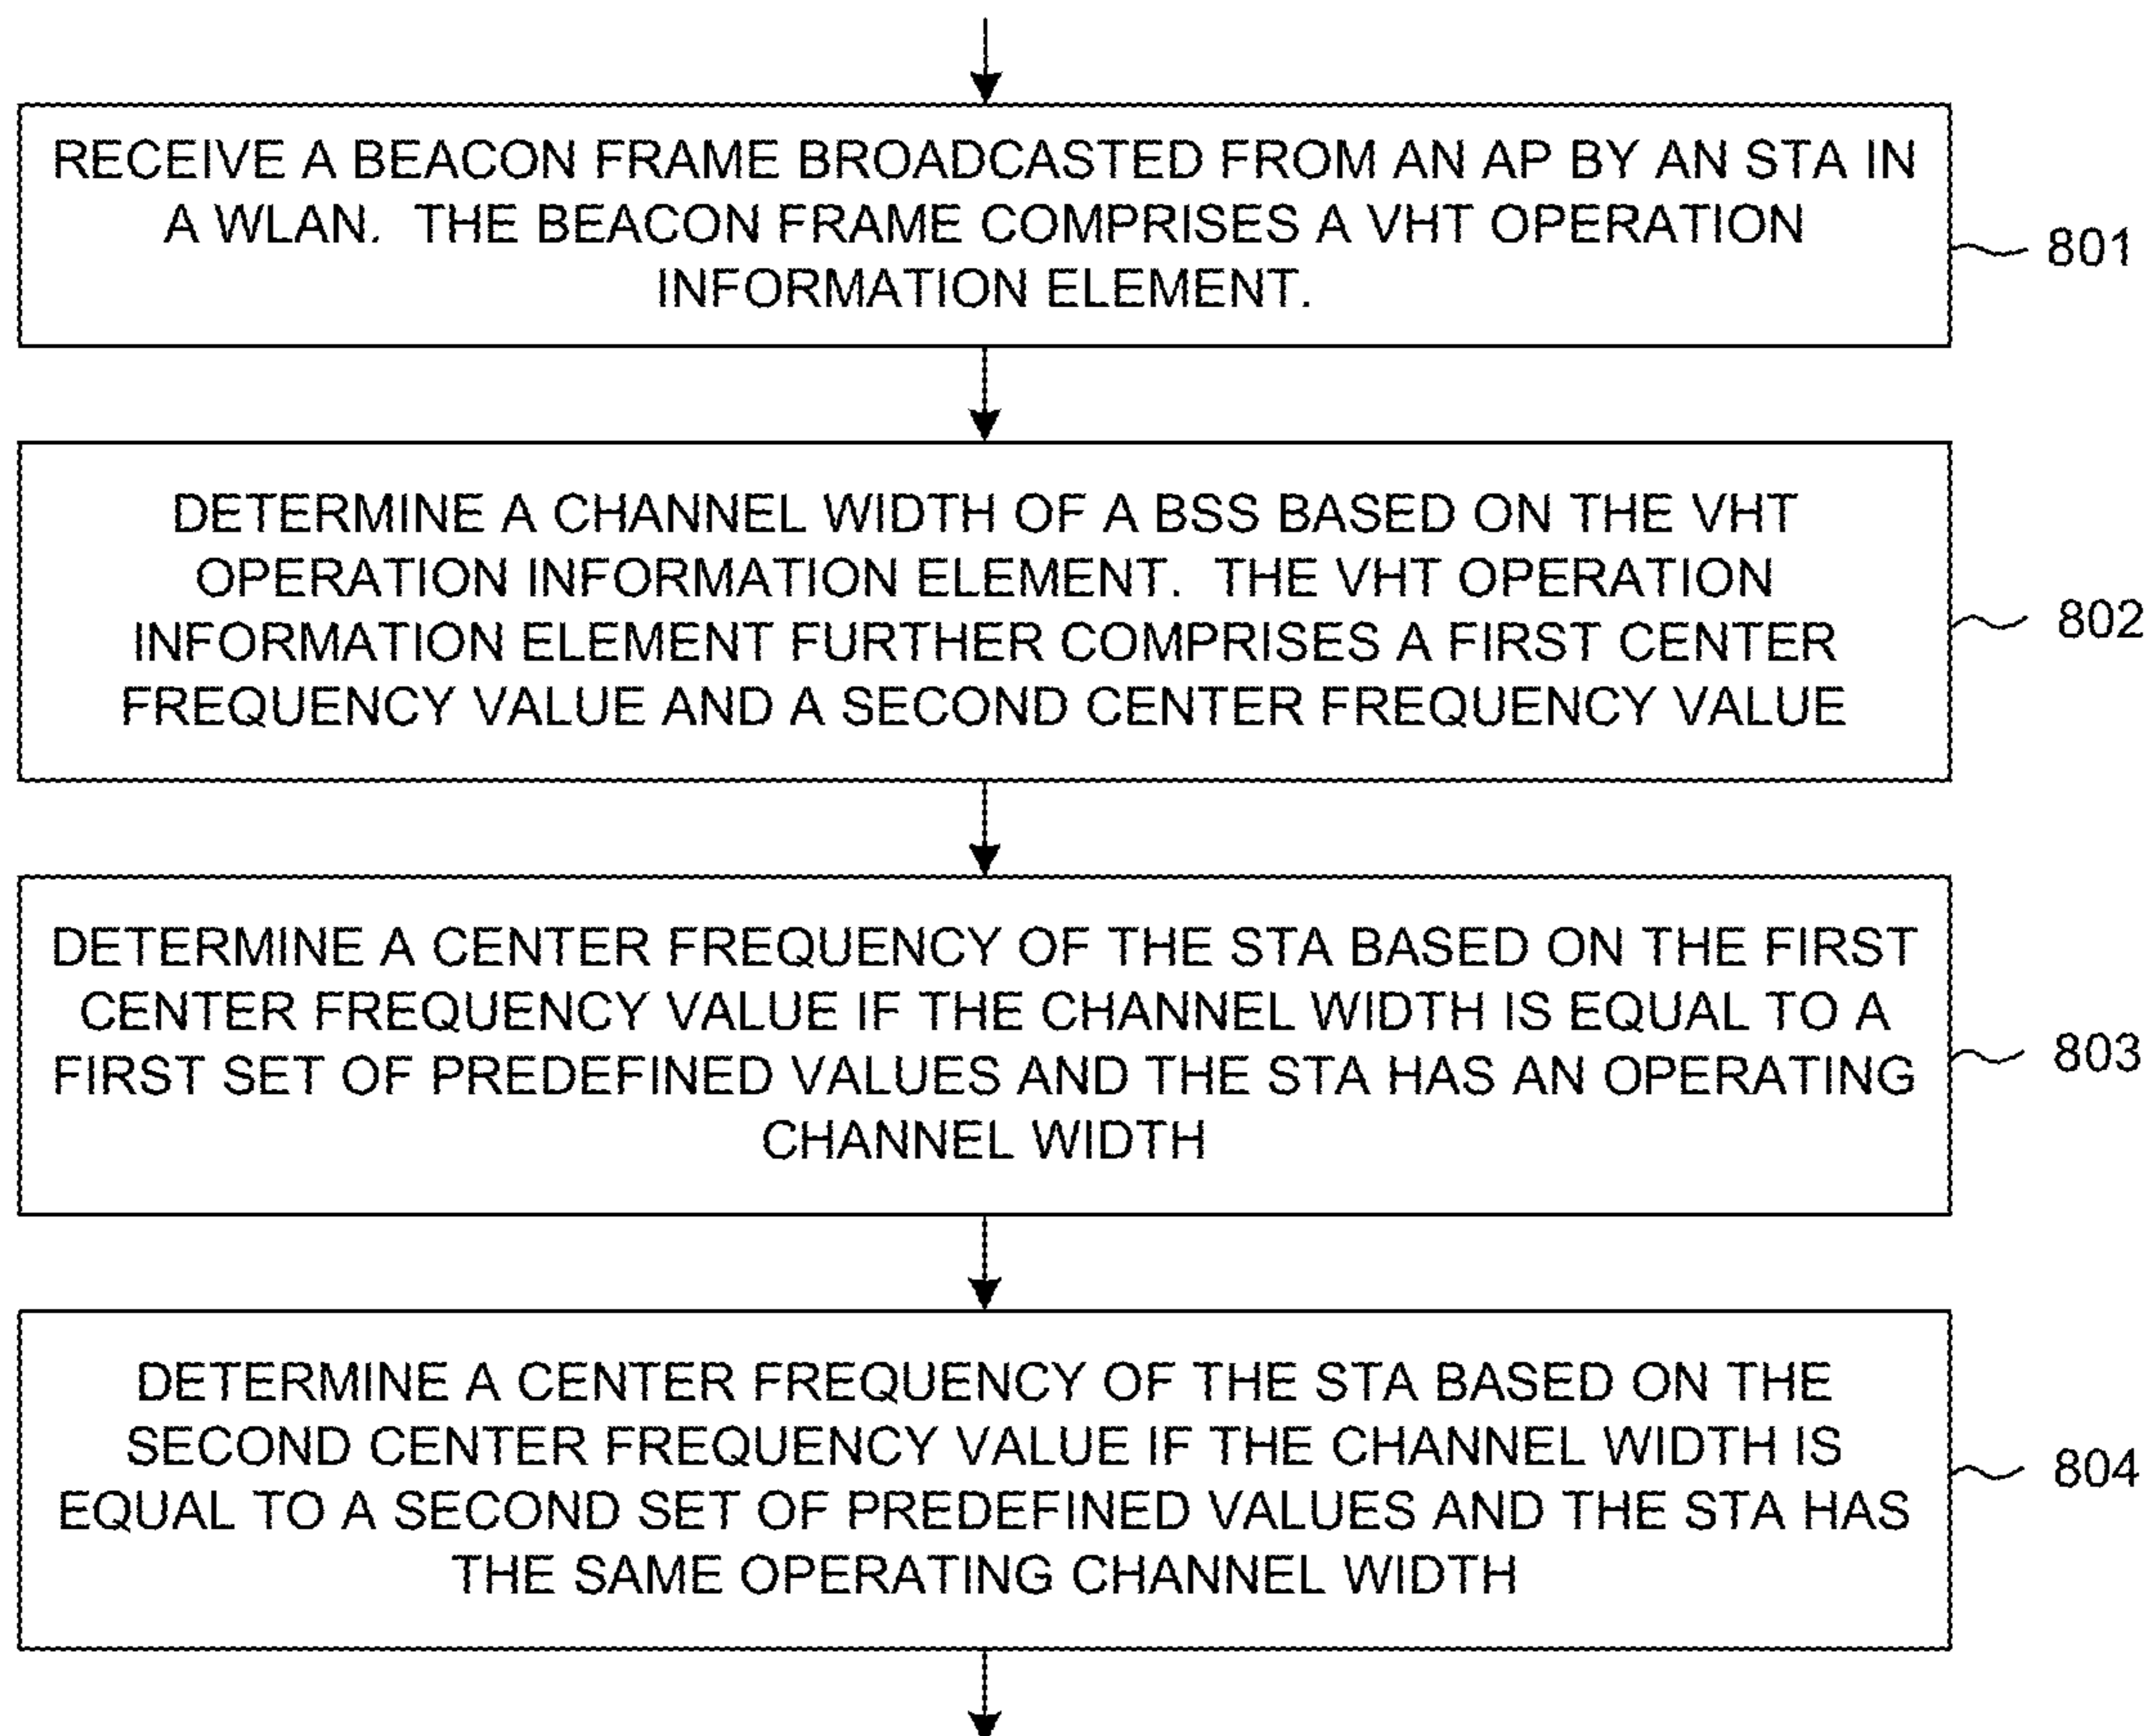 RECEIVE A BEACON FRAME BROADCASTED FROM AN AP BY AN STA IN
A WLAN. THE BEACON FRAME COMPRISES A VHT OPERATION
INFORMATION ELEMENT.
801
DETERMINE A CHANNEL WIDTH OF A BSS BASED ON THE VHT
OPERATION INFORMATION ELEMENT. THE VHT OPERATION
INFORMATION ELEMENT FURTHER COMPRISES A FIRST CENTER
FREQUENCY VALUE AND A SECOND CENTER FREQUENCY VALUE
802
DETERMINE A CENTER FREQUENCY OF THE STA BASED ON THE FIRST
CENTER FREQUENCY VALUE IF THE CHANNEL WIDTH IS EQUAL TO A
FIRST SET OF PREDEFINED VALUES AND THE STA HAS AN OPERATING
CHANNEL WIDTH
803
DETERMINE A CENTER FREQUENCY OF THE STA BASED ON THE
SECOND CENTER FREQUENCY VALUE IF THE CHANNEL WIDTH IS
EQUAL TO A SECOND SET OF PREDEFINED VALUES AND THE STA HAS
THE SAME OPERATING CHANNEL WIDTH
804